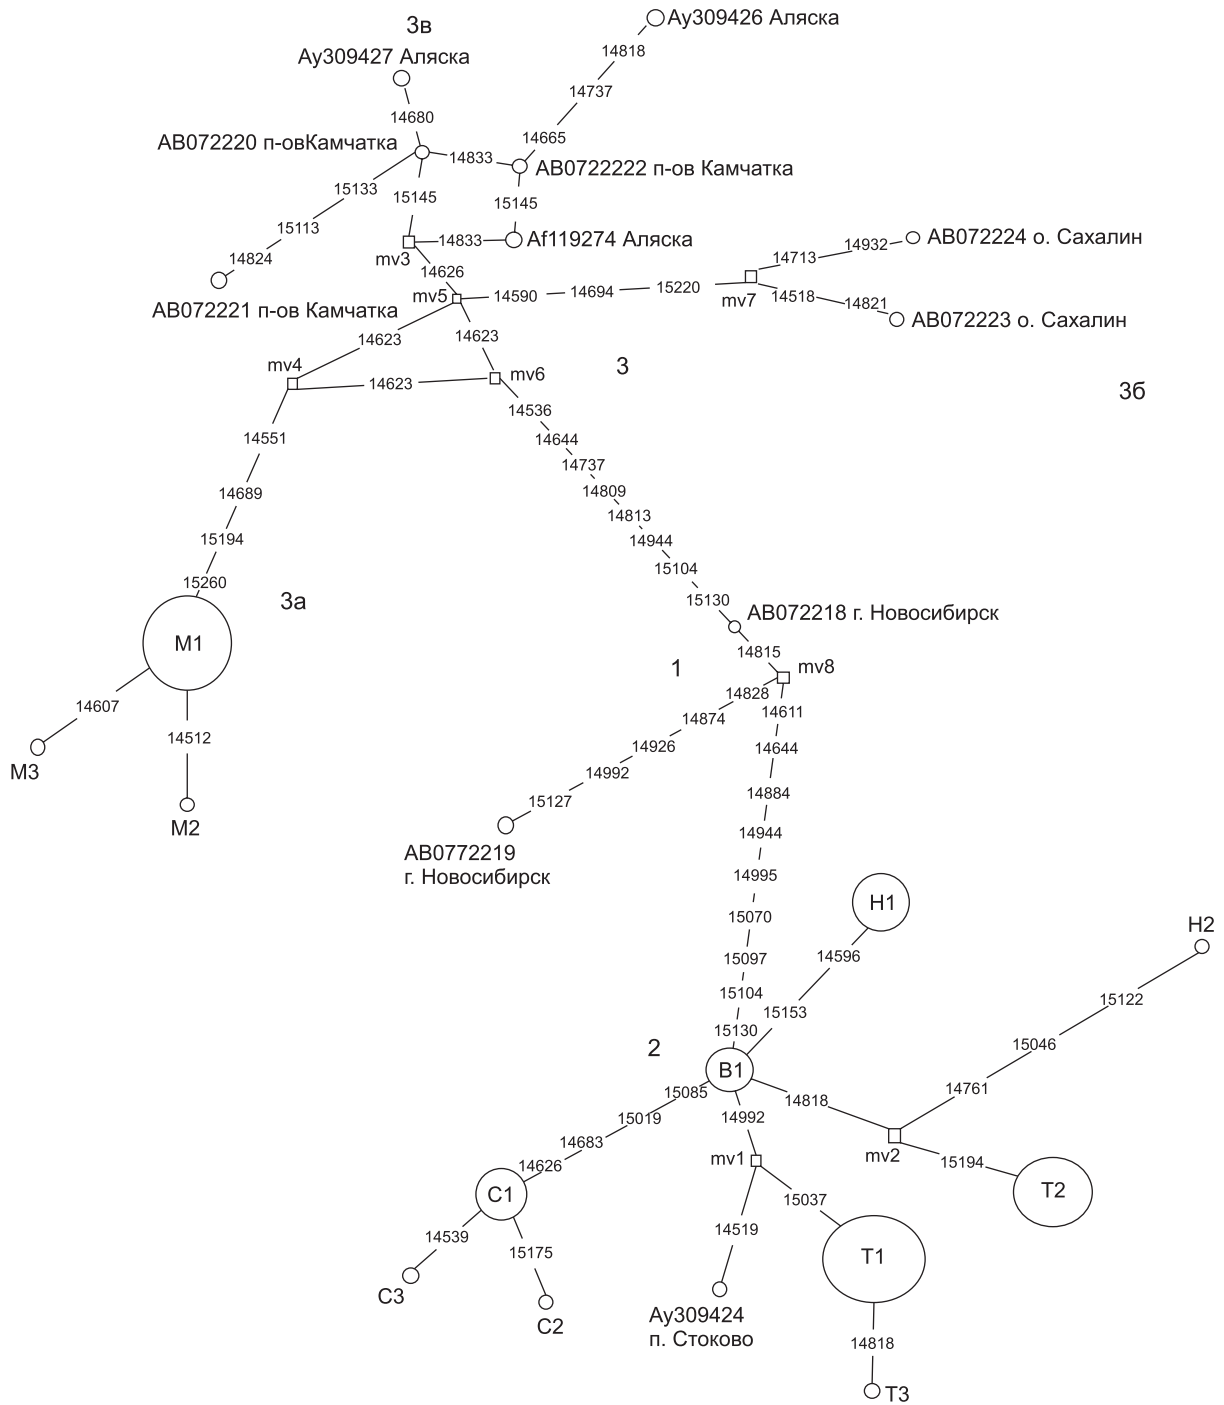 Ay309426 Аляска
3в
14818
Ay309427 Аляска
14737
14680
14665
AB072220 п-овКамчатка
14833
AB0722222 п-ов Камчатка
15133
15145
15145
15113
14833
Af119274 Аляска
14932
AB072224 о. Сахалин
14824
mv3
14713
14626
mv5
14590
14694
15220
mv7
14518
14821
AB072221 п-ов Камчатка
AB072223 о. Сахалин
14623
14623
mv4
3
14623
mv6
3б
14536
14551
14644
14737
14689
14809
14813
15194
14944
15104
15260
3а
15130
AB072218 г. Новосибирск
M1
14815
1
mv8
14828
14607
14874
14611
14512
14926
14644
M3
14992
14884
15127
M2
14944
AB0772219
г. Новосибирск
14995
H1
15070
H2
15097
14596
15104
15122
15153
15130
15046
2
B1
15085
14761
14818
15019
14992
14683
mv1
mv2
14626
15194
C1
15037
T2
14539
15175
14519
T1
C3
C2
Ay309424
п. Стоково
14818
T3